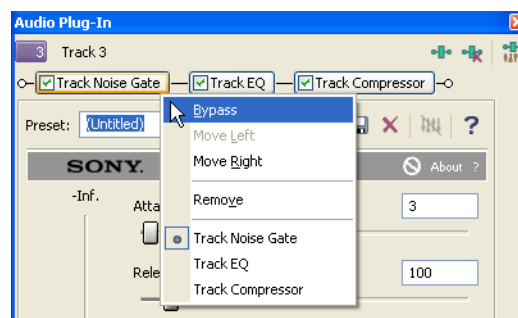 Audio Plug-In
3 Track 3
Track Noise Gate Track EQ Track Compressor
Preset: (Untitled)
Bypass
Move Left
Move Right
Remove
Track Noise Gate
Track EQ
Track Compressor
SONY. About ?
-Inf.
3
100